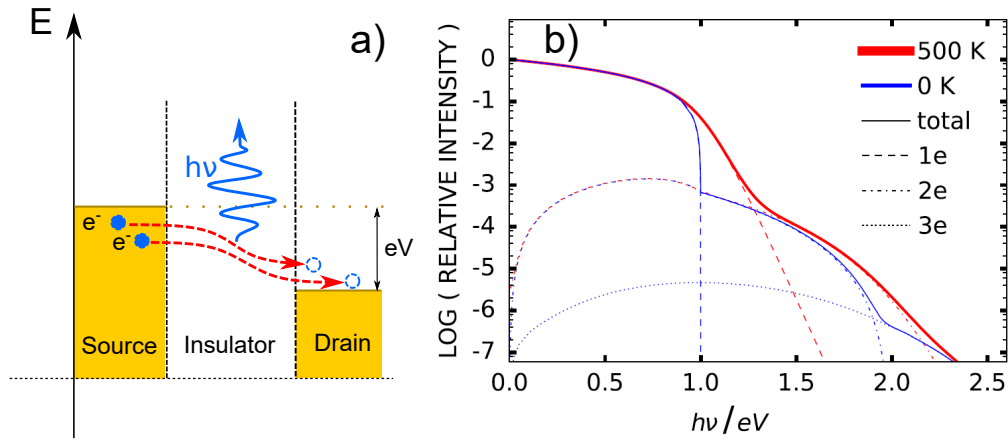 E
a)
hν
e⁻
e⁻
eV
Source
Insulator
Drain
b)
LOG ( RELATIVE INTENSITY )
0
-1
-2
-3
-4
-5
-6
-7
500 K
0 K
total
1e
2e
3e
0.0 0.5 1.0 1.5 2.0 2.5
hν/eV